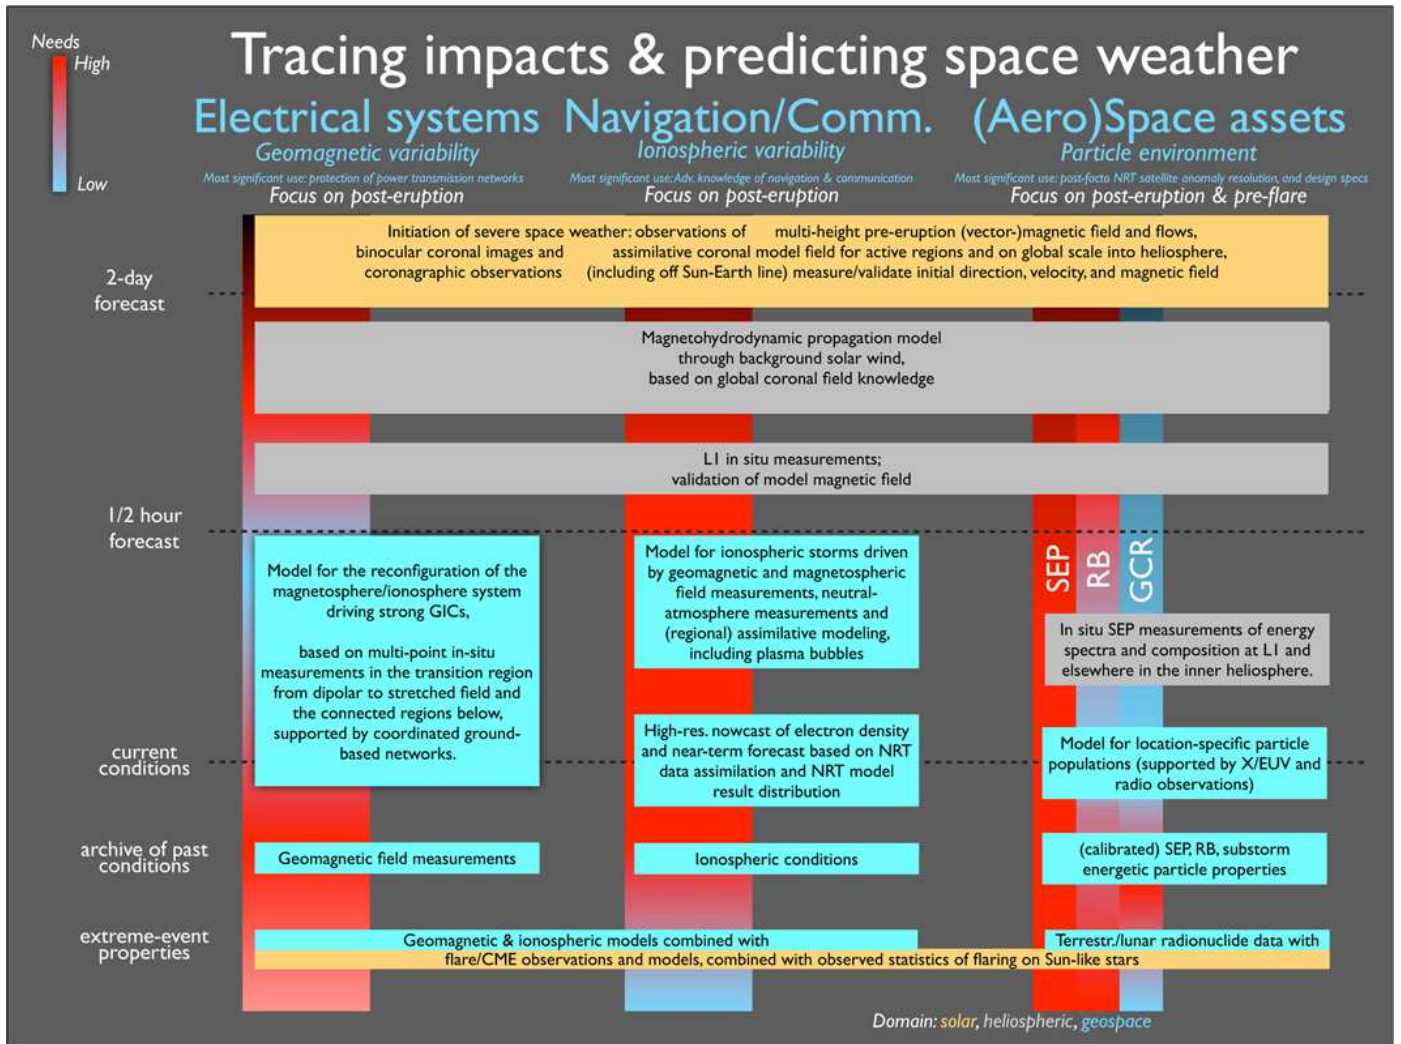 Needs
High
Low
Tracing impacts & predicting space weather
Electrical systems
Geomagnetic variability
Most significant use: protection of power transmission networks
Focus on post-eruption
Navigation/Comm.
Ionospheric variability
Most significant use: Adv. knowledge of navigation & communication
Focus on post-eruption
(Aero)Space assets
Particle environment
Most significant use: post-facto NRT satellite anomaly resolution, and design specs
Focus on post-eruption & pre-flare
2-day
forecast
Initiation of severe space weather: observations of multi-height pre-eruption (vector-)magnetic field and flows,
binocular coronal images and assimilative coronal model field for active regions and on global scale into heliosphere,
coronagraphic observations (including off Sun-Earth line) measure/validate initial direction, velocity, and magnetic field
Magnetohydrodynamic propagation model
through background solar wind,
based on global coronal field knowledge
L1 in situ measurements;
validation of model magnetic field
1/2 hour
forecast
Model for the reconfiguration of the
magnetosphere/ionosphere system
driving strong GICs,
based on multi-point in-situ
measurements in the transition region
from dipolar to stretched field and
the connected regions below,
supported by coordinated ground-
based networks.
Model for ionospheric storms driven
by geomagnetic and magnetospheric
field measurements, neutral-
atmosphere measurements and
(regional) assimilative modeling,
including plasma bubbles
SEP
RB
GCR
In situ SEP measurements of energy
spectra and composition at L1 and
elsewhere in the inner heliosphere.
current
conditions
High-res. nowcast of electron density
and near-term forecast based on NRT
data assimilation and NRT model
result distribution
Model for location-specific particle
populations (supported by X/EUV and
radio observations)
archive of past
conditions
Geomagnetic field measurements
Ionospheric conditions
(calibrated) SEP, RB, substorm
energetic particle properties
extreme-event
properties
Geomagnetic & ionospheric models combined with
Terrestr./lunar radionuclide data with
flare/CME observations and models, combined with observed statistics of flaring on Sun-like stars
Domain: solar, heliospheric, geospace